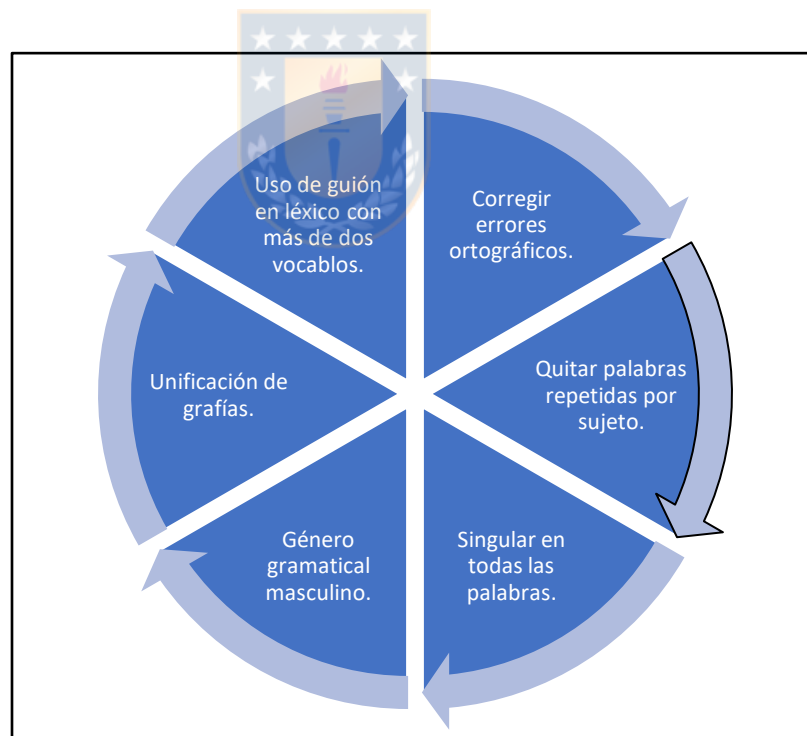 Corregir
errores
ortográficos.
Quitar palabras
repetidas por
sujeto.
Singular en
todas las
palabras.
Género
gramatical
masculino.
Unificación de
grafías.
Uso de guión
en léxico con
más de dos
vocablos.